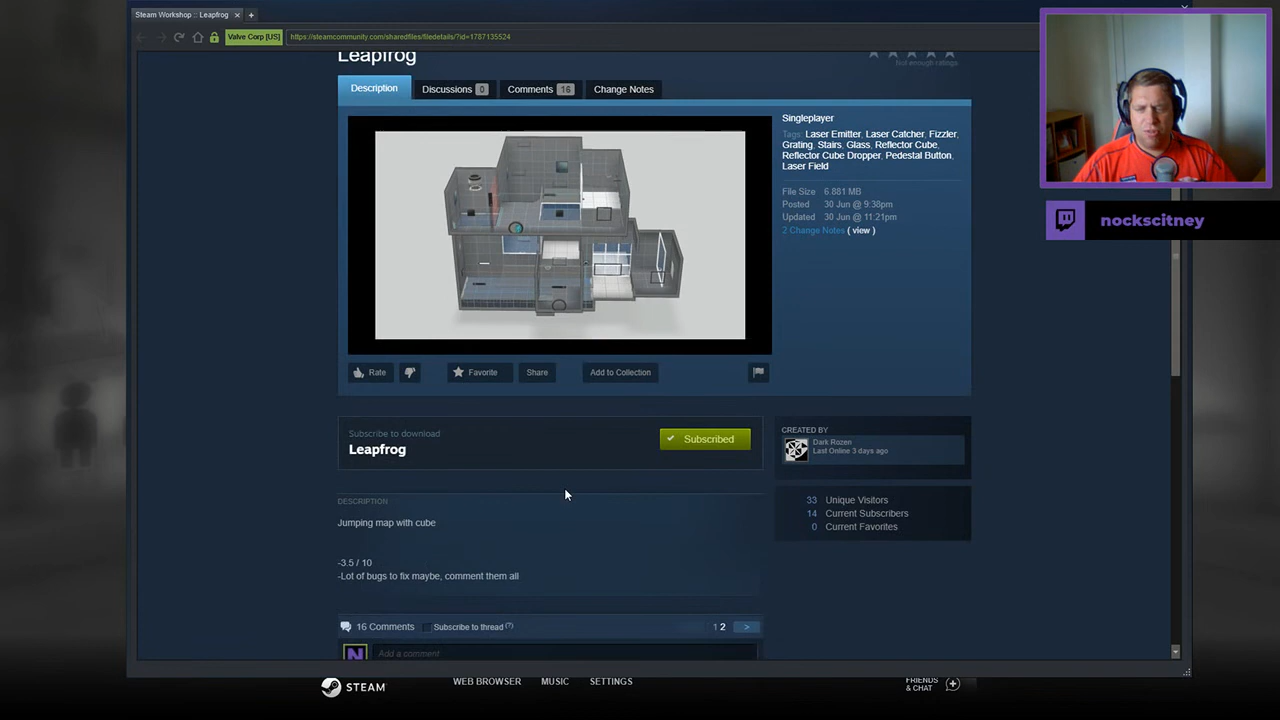 Steam Workshop :: Leapfrog
Valve Corp [US]
https://steamcommunity.com/sharedfiles/filedetails/?id=1787135524
Leapfrog
Not enough ratings
Description
Discussions 0
Comments 16
Change Notes
Singleplayer
Tags: Laser Emitter, Laser Catcher, Fizzler,
Grating, Stairs, Glass, Reflector Cube,
Reflector Cube Dropper, Pedestal Button,
Laser Field
File Size 6.881 MB
Posted 30 Jun @ 9:38pm
Updated 30 Jun @ 11:21pm
2 Change Notes ( view )
nockscitney
Rate
Favorite
Share
Add to Collection
Subscribe to download
Leapfrog
Subscribed
CREATED BY
Dark Rozen
Last Online 3 days ago
33 Unique Visitors
14 Current Subscribers
0 Current Favorites
DESCRIPTION
Jumping map with cube
-3.5 / 10
-Lot of bugs to fix maybe, comment them all
16 Comments
Subscribe to thread (?)
1 2 >
N
Add a comment
STEAM
WEB BROWSER
MUSIC
SETTINGS
FRIENDS
& CHAT